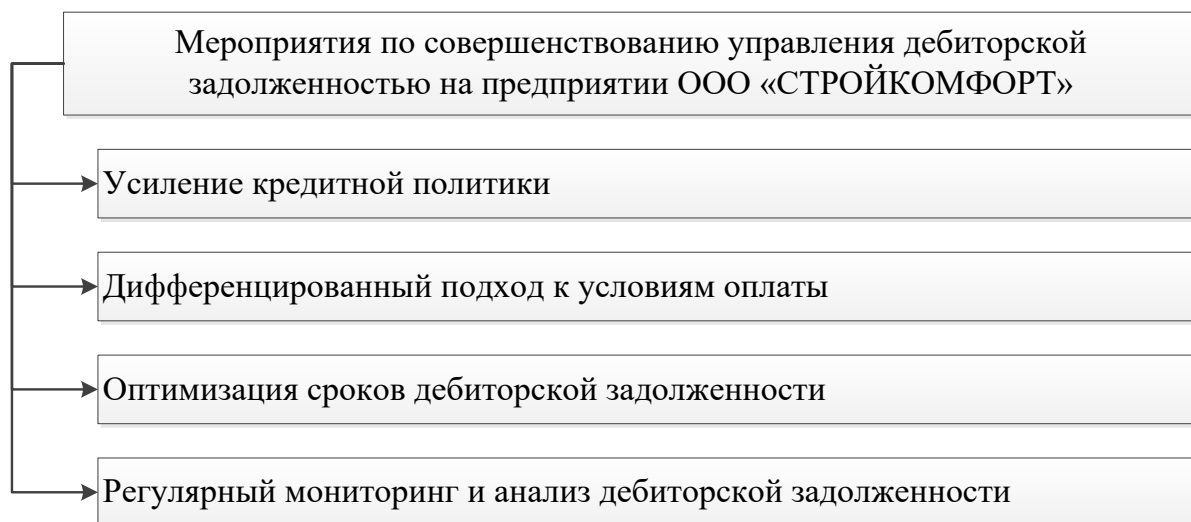 Мероприятия по совершенствованию управления дебиторской
задолженностью на предприятии ООО «СТРОЙКОМФОРТ»
Усиление кредитной политики
Дифференцированный подход к условиям оплаты
Оптимизация сроков дебиторской задолженности
Регулярный мониторинг и анализ дебиторской задолженности